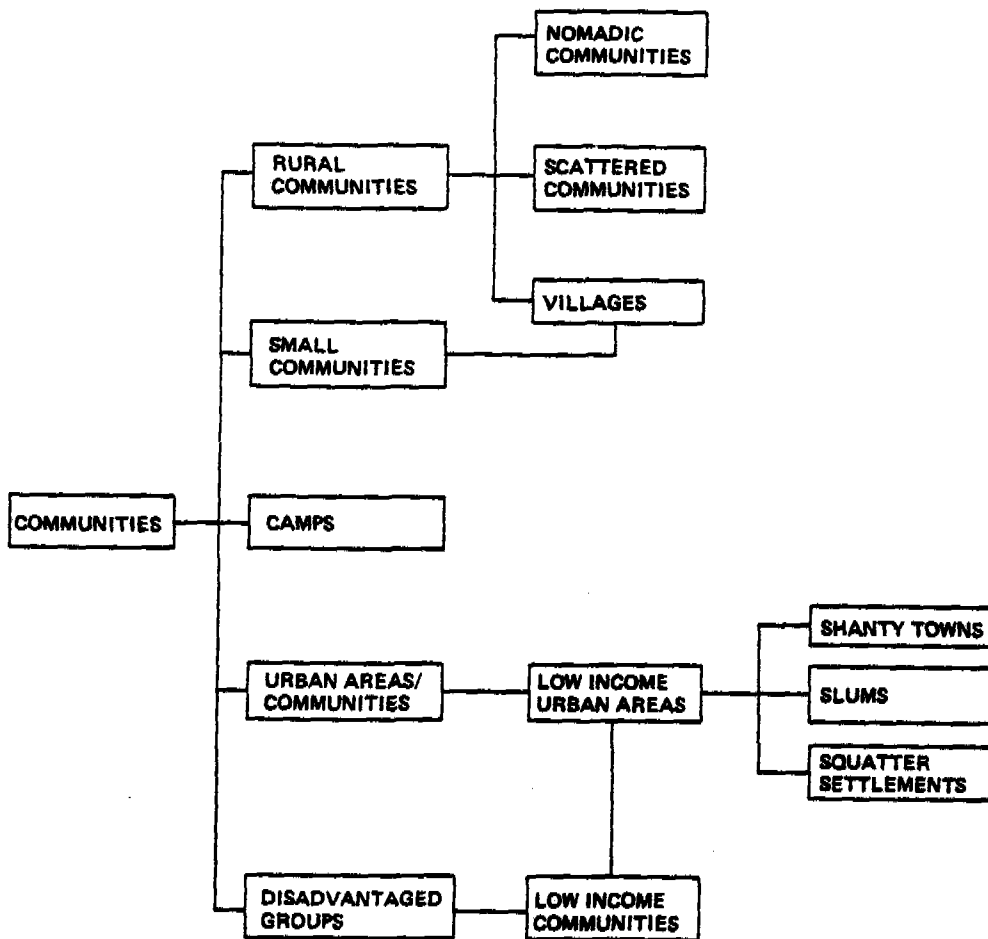 NOMADIC
COMMUNITIES
RURAL
COMMUNITIES
SCATTERED
COMMUNITIES
VILLAGES
SMALL
COMMUNITIES
COMMUNITIES
CAMPS
SHANTY TOWNS
URBAN AREAS/
COMMUNITIES
LOW INCOME
URBAN AREAS
SLUMS
SQUATTER
SETTLEMENTS
DISADVANTAGED
GROUPS
LOW INCOME
COMMUNITIES